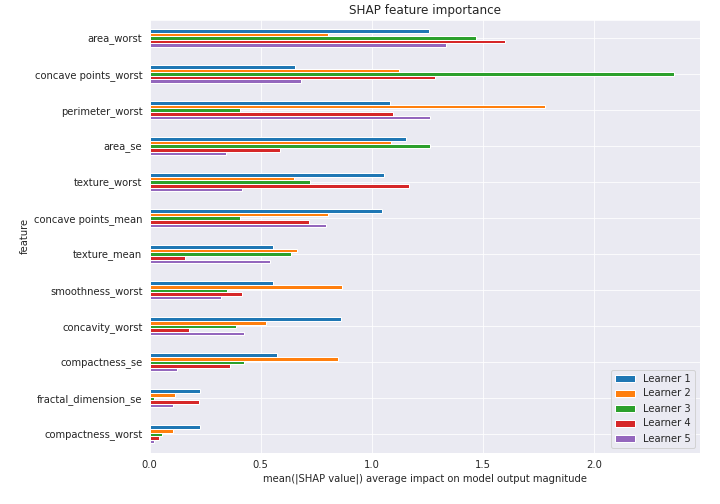 SHAP feature importance
area_worst
concave points_worst
perimeter_worst
area_se
texture_worst
concave points_mean
texture_mean
smoothness_worst
concavity_worst
compactness_se
fractal_dimension_se
compactness_worst
feature
Learner 1
Learner 2
Learner 3
Learner 4
Learner 5
0.0 0.5 1.0 1.5 2.0
mean(|SHAP value|) average impact on model output magnitude